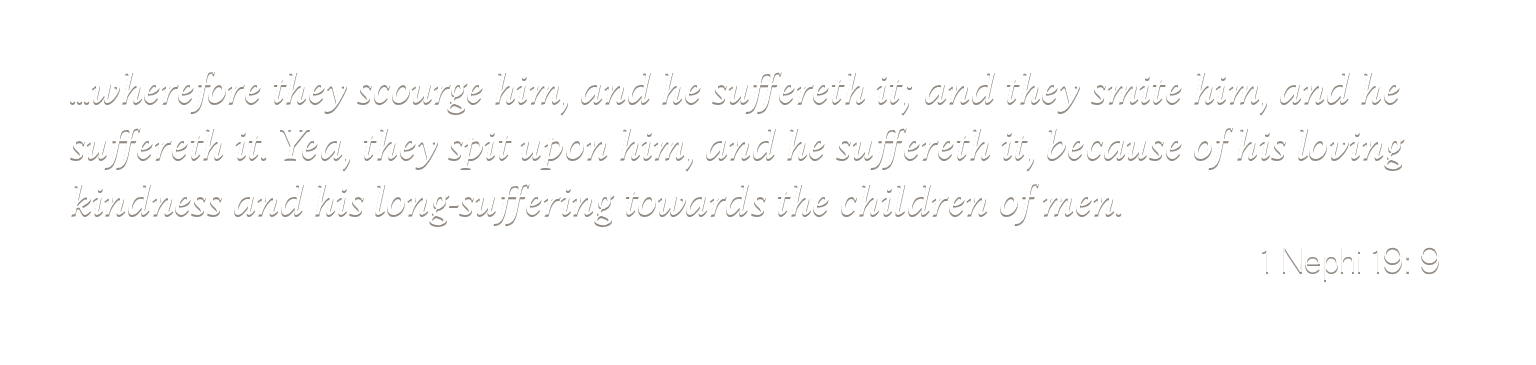 ...wherefore they scourge him, and he suffereth it; and they smite him, and he
suffereth it. Yea, they spit upon him, and he suffereth it, because of his loving
kindness and his long-suffering towards the children of men.
1 Nephi 19: 9